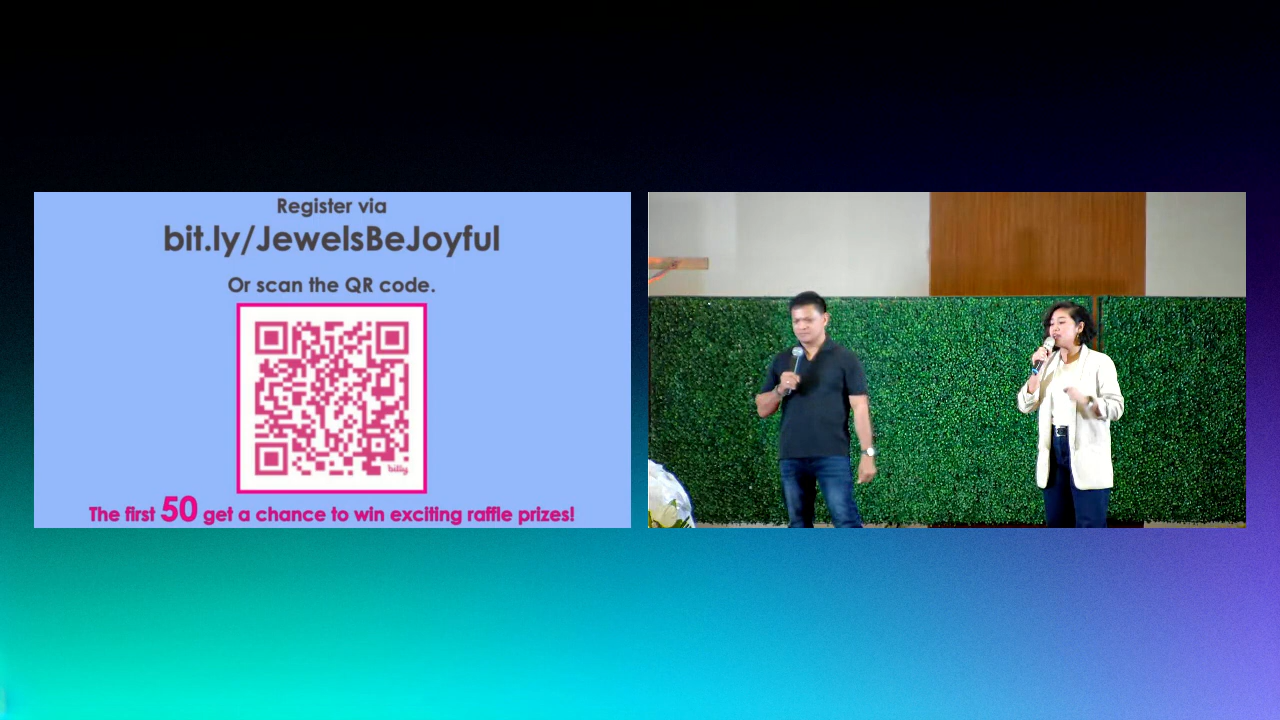 Register via
bit.ly/JewelsBeJoyful
Or scan the QR code.
bitly
The first 50 get a chance to win exciting raffle prizes!